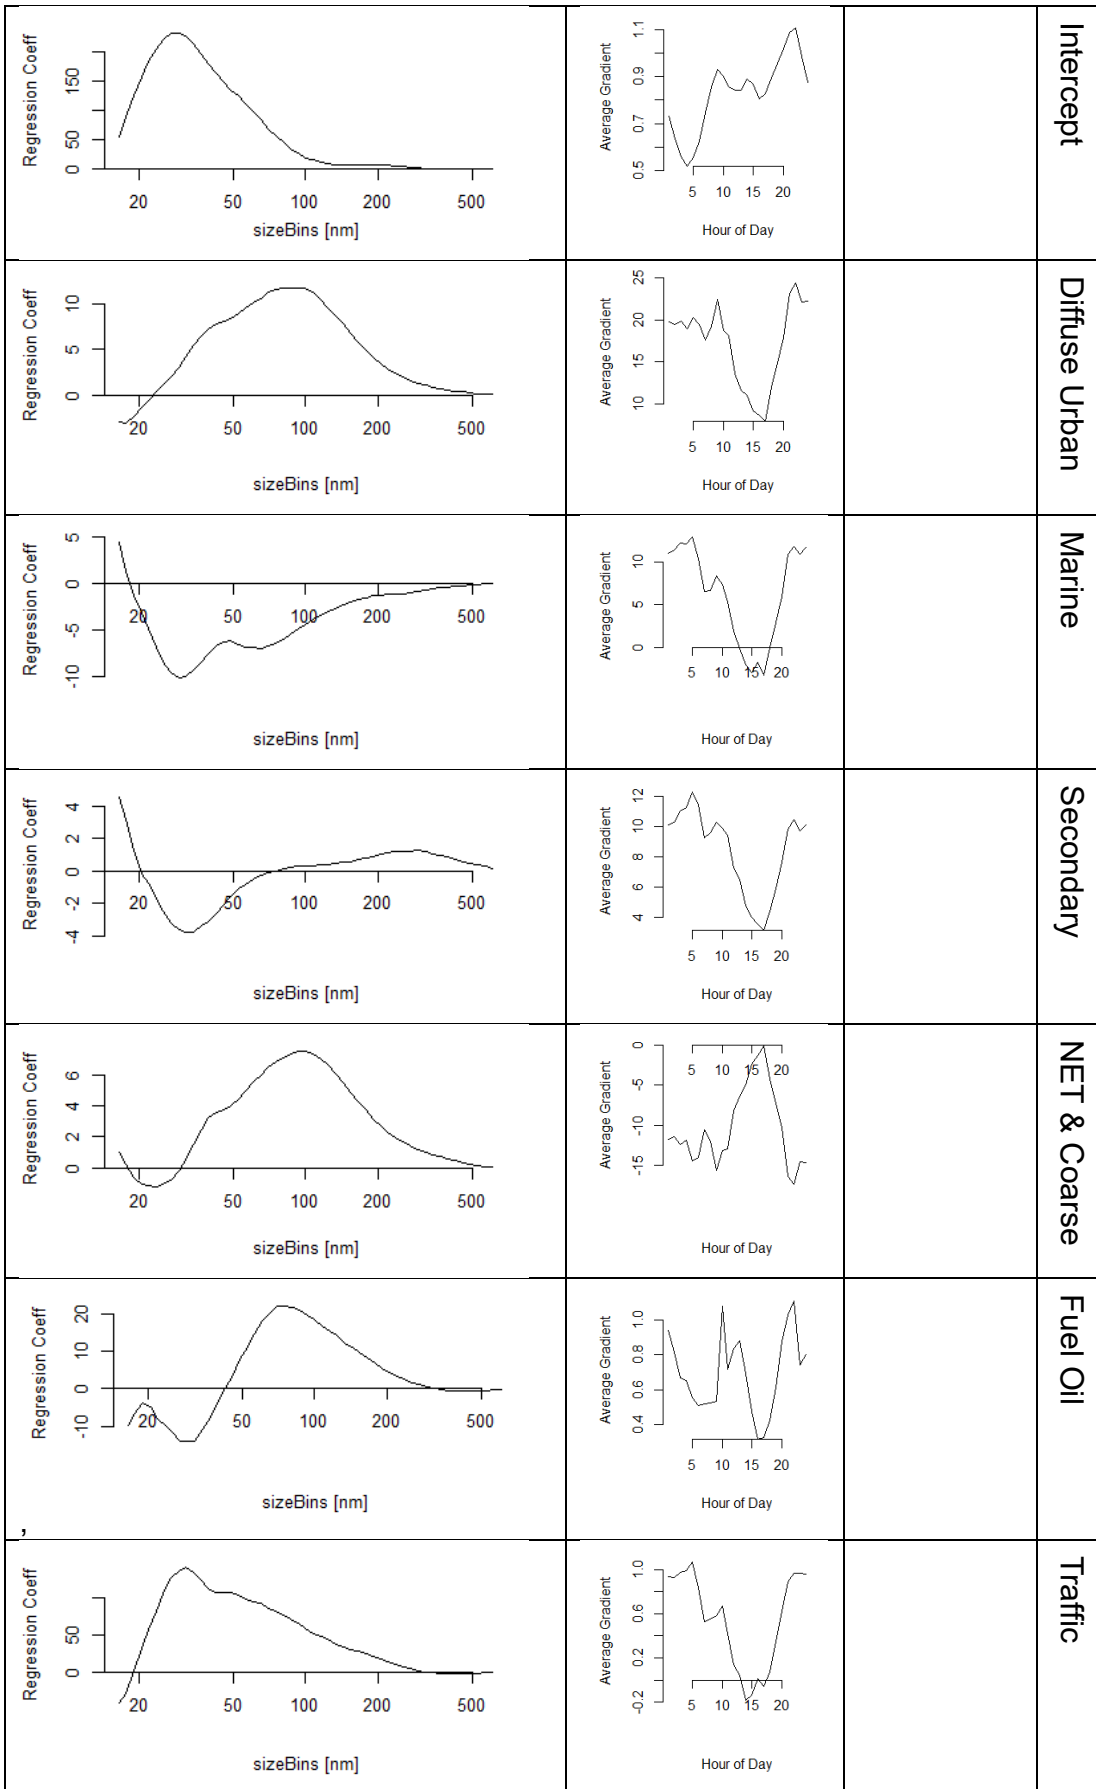 Regression Coeff
0 50 150
20 50 100 200 500
sizeBins [nm]
Average Gradient
0.5 0.7 0.9 1.1
5 10 15 20
Hour of Day
Intercept
Regression Coeff
0 5 10
20 50 100 200 500
sizeBins [nm]
Average Gradient
10 15 20 25
5 10 15 20
Hour of Day
Diffuse Urban
Regression Coeff
-10 -5 0 5
20 50 100 200 500
sizeBins [nm]
Average Gradient
0 5 10
5 10 15 20
Hour of Day
Marine
Regression Coeff
-4 -2 0 2 4
20 50 100 200 500
sizeBins [nm]
Average Gradient
4 6 8 10 12
5 10 15 20
Hour of Day
Secondary
Regression Coeff
0 2 4 6
20 50 100 200 500
sizeBins [nm]
Average Gradient
-15 -10 -5 0
5 10 15 20
Hour of Day
NET & Coarse
Regression Coeff
-10 0 10 20
20 50 100 200 500
sizeBins [nm]
,
Average Gradient
0.4 0.6 0.8 1.0
5 10 15 20
Hour of Day
Fuel Oil
Regression Coeff
0 50
20 50 100 200 500
sizeBins [nm]
Average Gradient
-0.2 0.2 0.6 1.0
5 10 15 20
Hour of Day
Traffic